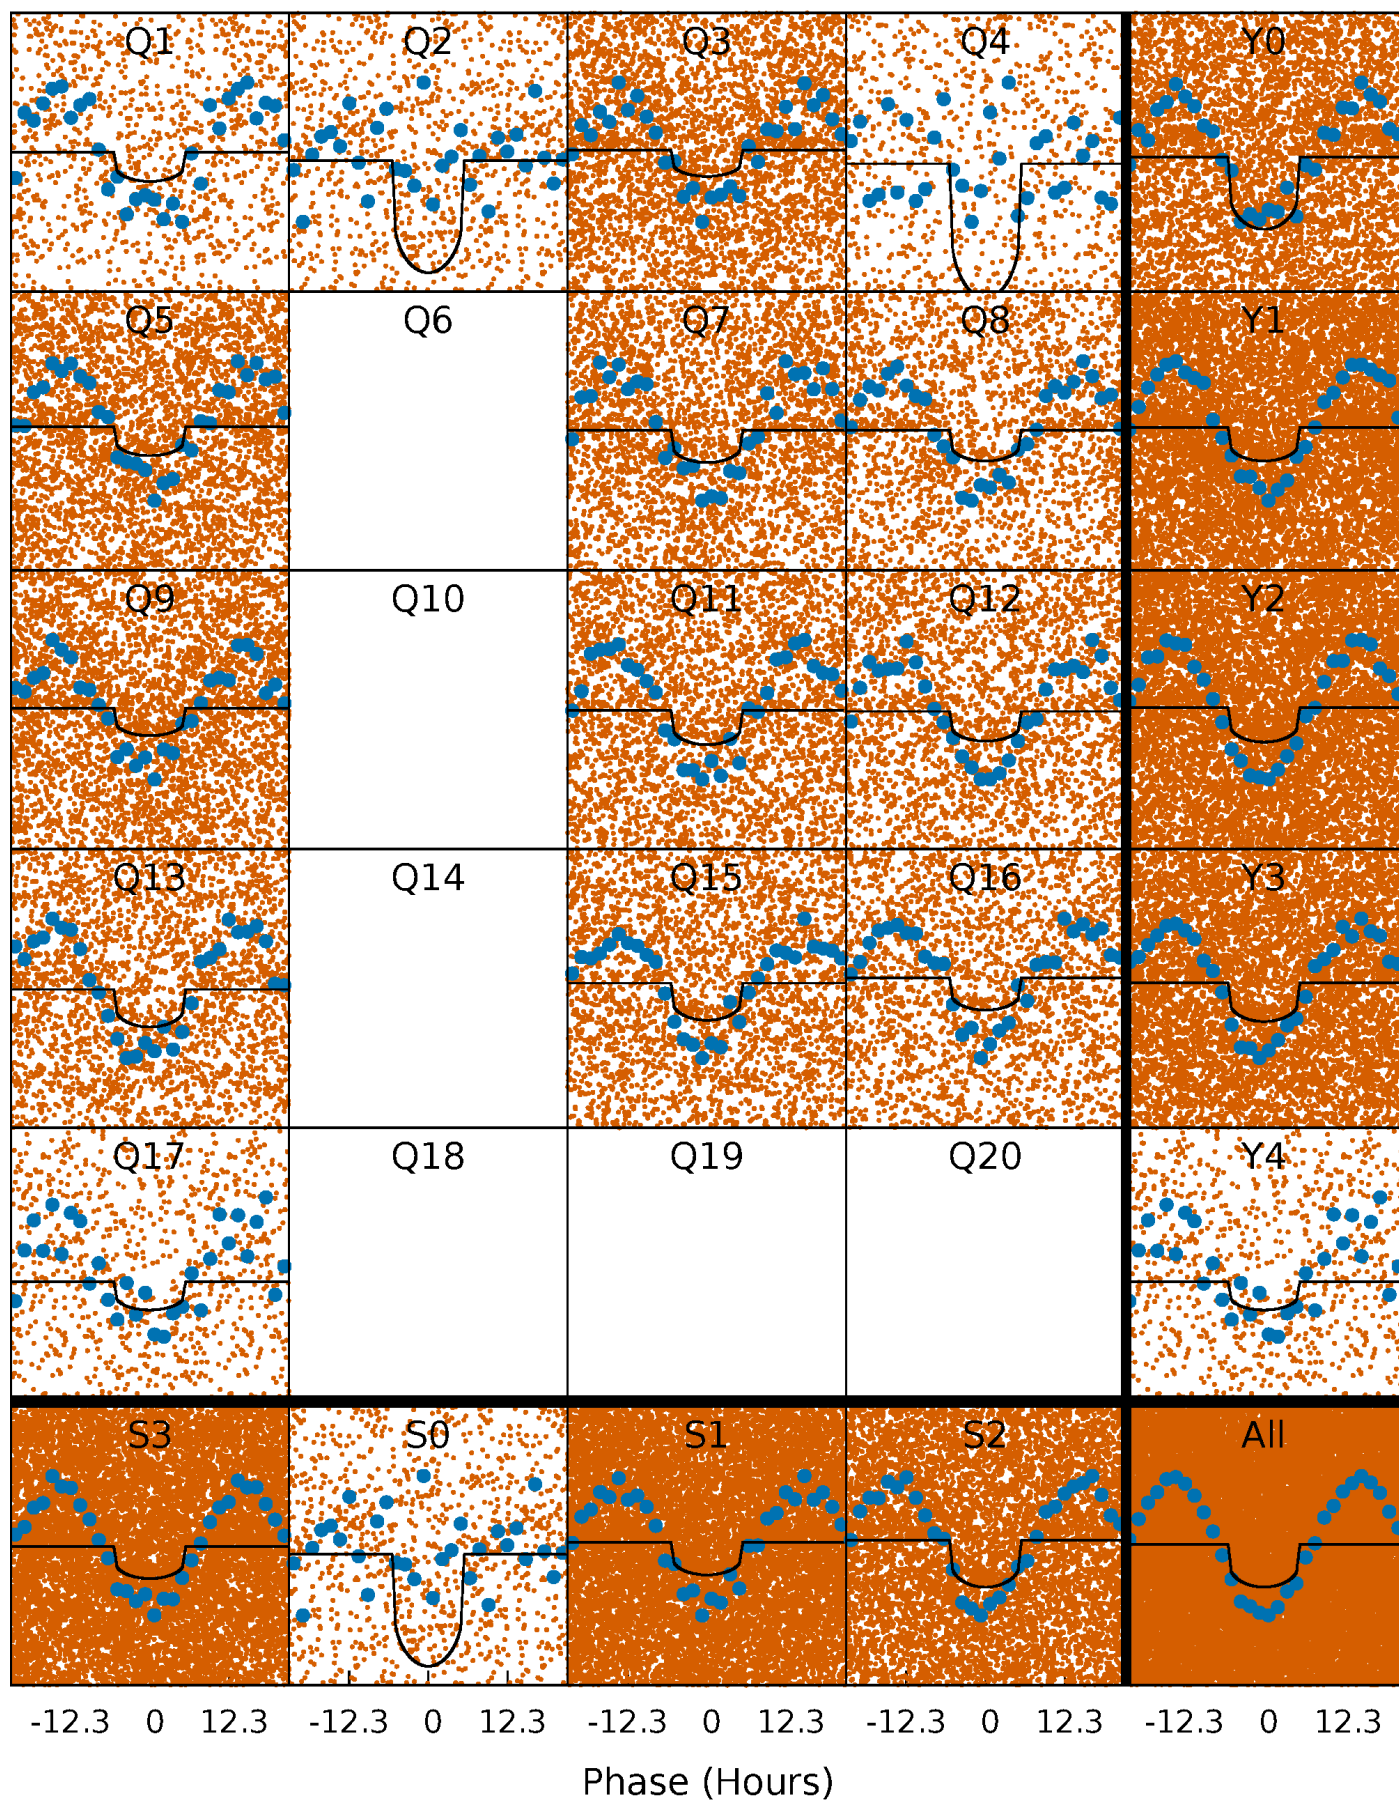 Q1 Q2 Q3 Q4 Y0
Q5 Q6 Q7 Q8 Y1
Q9 Q10 Q11 Q12 Y2
Q13 Q14 Q15 Q16 Y3
Q17 Q18 Q19 Q20 Y4
S3 S0 S1 S2 All
-12.3 0 12.3 -12.3 0 12.3 -12.3 0 12.3 -12.3 0 12.3 -12.3 0 12.3
Phase (Hours)